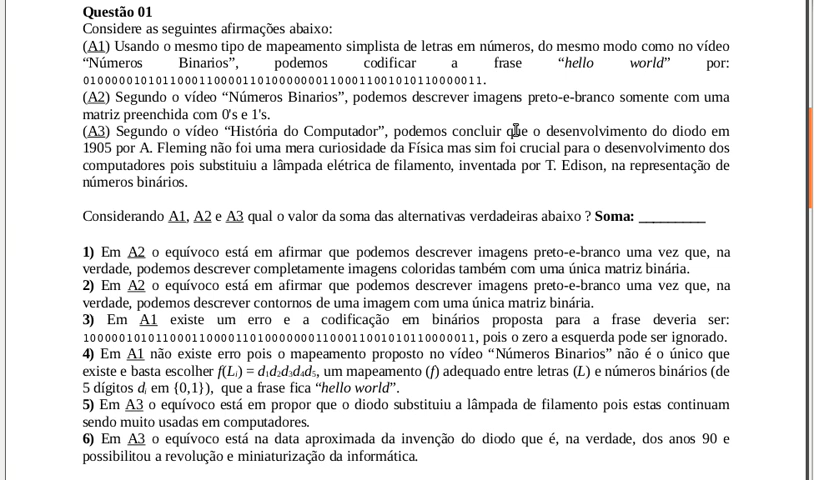 Questão 01
Considere as seguintes afirmações abaixo:
(A1) Usando o mesmo tipo de mapeamento simplista de letras em números, do mesmo modo como no vídeo
“Números Binarios”, podemos codificar a frase “hello world” por:
0100000101011000110000110100000001100011001010110000011.
(A2) Segundo o vídeo “Números Binarios”, podemos descrever imagens preto-e-branco somente com uma
matriz preenchida com 0's e 1's.
(A3) Segundo o vídeo “História do Computador”, podemos concluir que o desenvolvimento do diodo em
1905 por A. Fleming não foi uma mera curiosidade da Física mas sim foi crucial para o desenvolvimento dos
computadores pois substituiu a lâmpada elétrica de filamento, inventada por T. Edison, na representação de
números binários.
Considerando A1, A2 e A3 qual o valor da soma das alternativas verdadeiras abaixo ? Soma: _________
1) Em A2 o equívoco está em afirmar que podemos descrever imagens preto-e-branco uma vez que, na
verdade, podemos descrever completamente imagens coloridas também com uma única matriz binária.
2) Em A2 o equívoco está em afirmar que podemos descrever imagens preto-e-branco uma vez que, na
verdade, podemos descrever contornos de uma imagem com uma única matriz binária.
3) Em A1 existe um erro e a codificação em binários proposta para a frase deveria ser:
100000101011000110000110100000001100011001010110000011, pois o zero a esquerda pode ser ignorado.
4) Em A1 não existe erro pois o mapeamento proposto no vídeo “Números Binarios” não é o único que
existe e basta escolher f(Lᵢ) = d₁d₂d₃d₄d₅, um mapeamento (f) adequado entre letras (L) e números binários (de
5 dígitos dᵢ em {0,1}), que a frase fica “hello world”.
5) Em A3 o equívoco está em propor que o diodo substituiu a lâmpada de filamento pois estas continuam
sendo muito usadas em computadores.
6) Em A3 o equívoco está na data aproximada da invenção do diodo que é, na verdade, dos anos 90 e
possibilitou a revolução e miniaturização da informática.